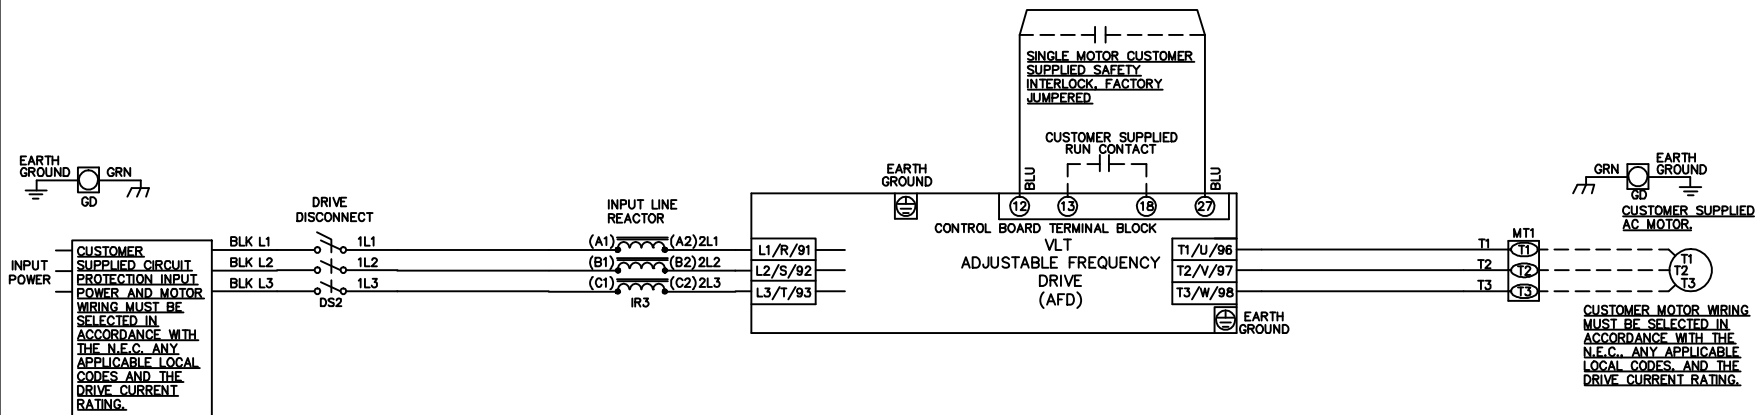 SINGLE MOTOR CUSTOMER
SUPPLIED SAFETY
INTERLOCK, FACTORY
JUMPERED
CUSTOMER SUPPLIED
RUN CONTACT
BLU
BLU
EARTH
GROUND
GRN
GD
EARTH
GROUND
12
13
18
27
CONTROL BOARD TERMINAL BLOCK
GRN
EARTH
GROUND
GD
CUSTOMER SUPPLIED
AC MOTOR.
DRIVE
DISCONNECT
INPUT LINE
REACTOR
INPUT
POWER
CUSTOMER
SUPPLIED CIRCUIT
PROTECTION INPUT
POWER AND MOTOR
WIRING MUST BE
SELECTED IN
ACCORDANCE WITH
THE N.E.C. ANY
APPLICABLE LOCAL
CODES AND THE
DRIVE CURRENT
RATING.
BLK L1
BLK L2
BLK L3
1L1
1L2
1L3
DS2
(A1) (A2) 2L1
(B1) (B2) 2L2
(C1) (C2) 2L3
IR3
L1/R/91
L2/S/92
L3/T/93
VLT
ADJUSTABLE FREQUENCY
DRIVE
(AFD)
T1/U/96
T2/V/97
T3/W/98
EARTH
GROUND
T1
T2
T3
MT1
T1
T2
T3
T1
T2
T3
CUSTOMER MOTOR WIRING
MUST BE SELECTED IN
ACCORDANCE WITH THE
N.E.C., ANY APPLICABLE
LOCAL CODES, AND THE
DRIVE CURRENT RATING.